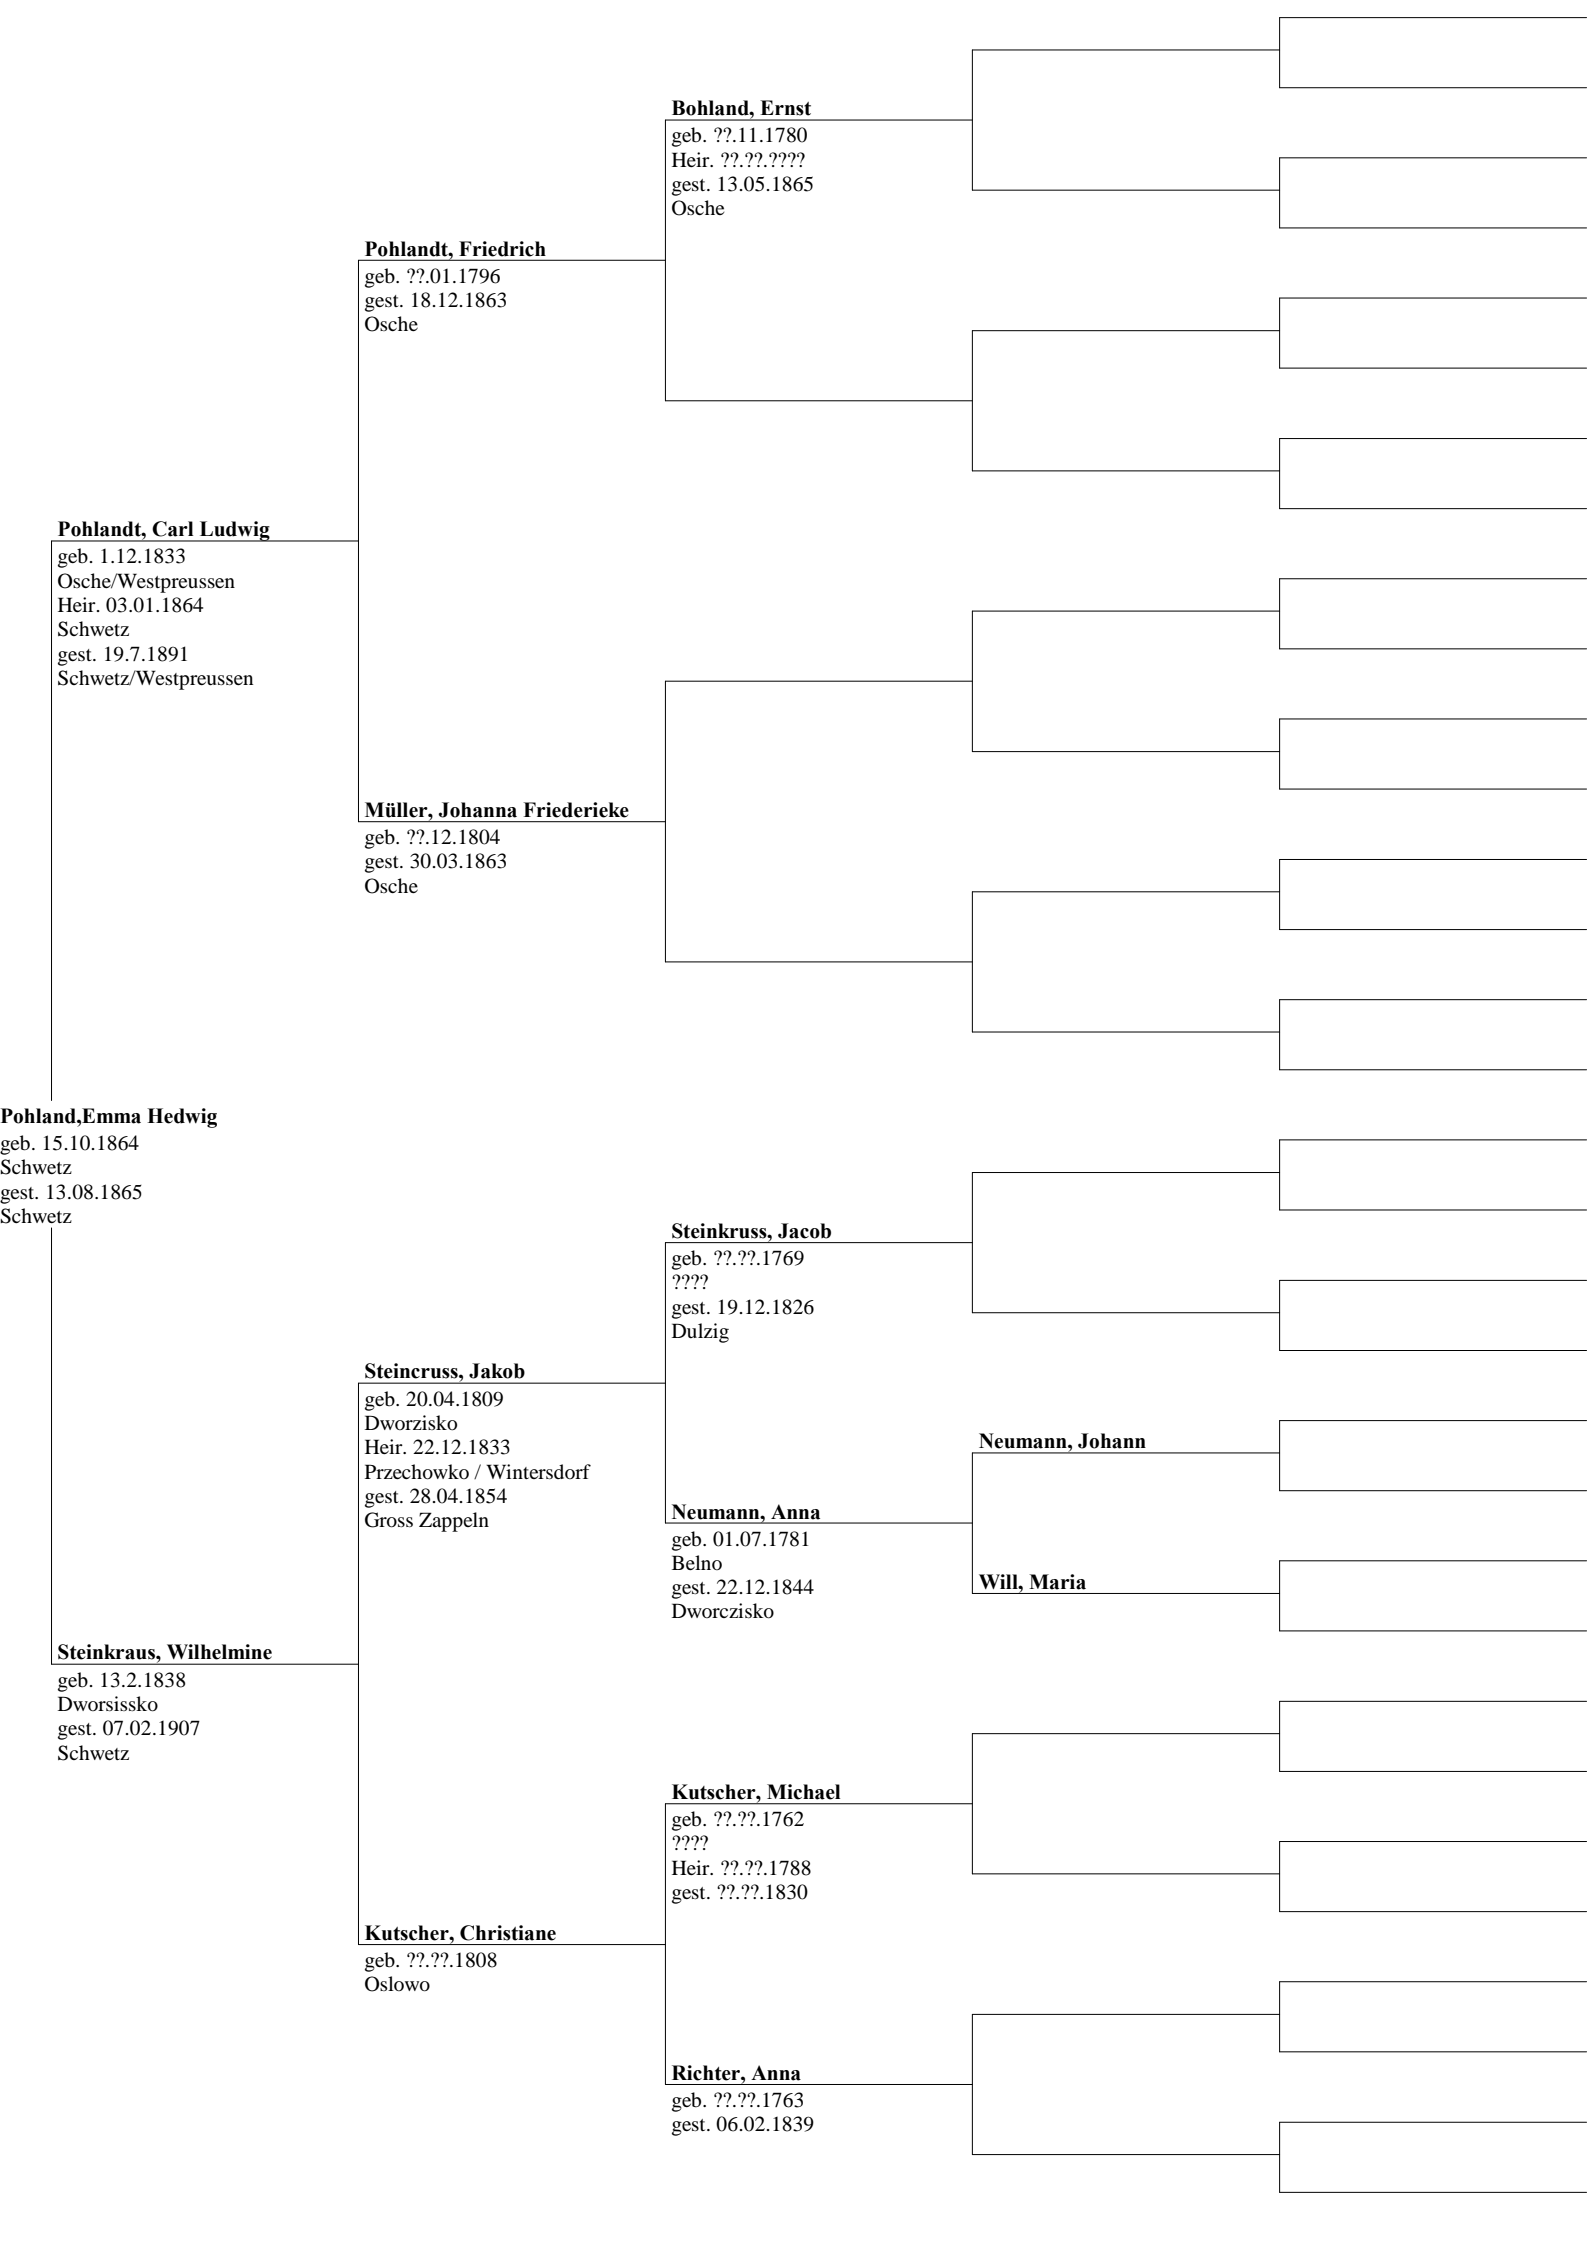 Bohland, Ernst
geb. ??.11.1780
Heir. ??.??.????
gest. 13.05.1865
Osche
Pohlandt, Friedrich
geb. ??.01.1796
gest. 18.12.1863
Osche
Pohlandt, Carl Ludwig
geb. 1.12.1833
Osche/Westpreussen
Heir. 03.01.1864
Schwetz
gest. 19.7.1891
Schwetz/Westpreussen
Müller, Johanna Friederieke
geb. ??.12.1804
gest. 30.03.1863
Osche
Pohland,Emma Hedwig
geb. 15.10.1864
Schwetz
gest. 13.08.1865
Schwetz
Steinkruss, Jacob
geb. ??.??.1769
????
gest. 19.12.1826
Dulzig
Steincruss, Jakob
geb. 20.04.1809
Dworzisko
Heir. 22.12.1833
Przechowko / Wintersdorf
gest. 28.04.1854
Gross Zappeln
Neumann, Johann
Neumann, Anna
geb. 01.07.1781
Belno
gest. 22.12.1844
Dworczisko
Will, Maria
Steinkraus, Wilhelmine
geb. 13.2.1838
Dworsissko
gest. 07.02.1907
Schwetz
Kutscher, Michael
geb. ??.??.1762
????
Heir. ??.??.1788
gest. ??.??.1830
Kutscher, Christiane
geb. ??.??.1808
Oslowo
Richter, Anna
geb. ??.??.1763
gest. 06.02.1839